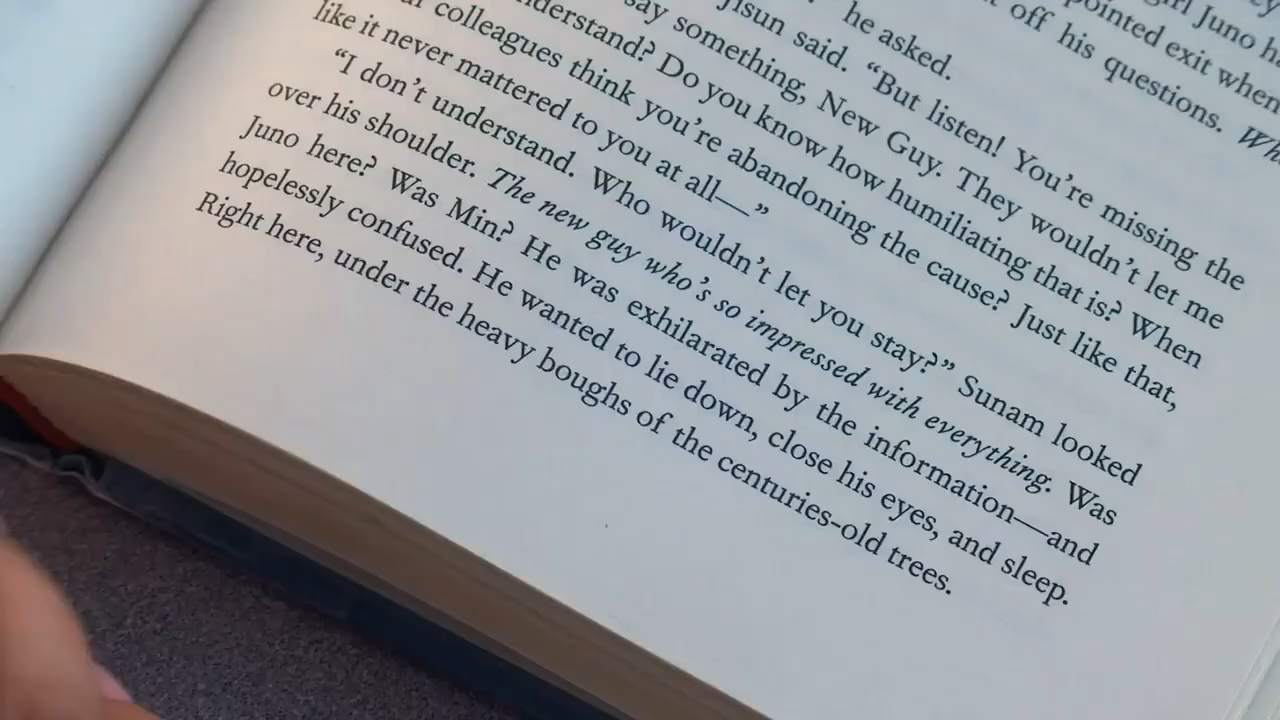 Juno
exit when
off his questions.
he asked.
Jisun said. “But listen! You’re missing the
say something, New Guy. They wouldn’t let me
understand? Do you know how humiliating that is? When
colleagues think you’re abandoning the cause? Just like that,
like it never mattered to you at all—”
“I don’t understand. Who wouldn’t let you stay?” Sunam looked
over his shoulder. The new guy who’s so impressed with everything. Was
Juno here? Was Min? He was exhilarated by the information—and
hopelessly confused. He wanted to lie down, close his eyes, and sleep.
Right here, under the heavy boughs of the centuries-old trees.